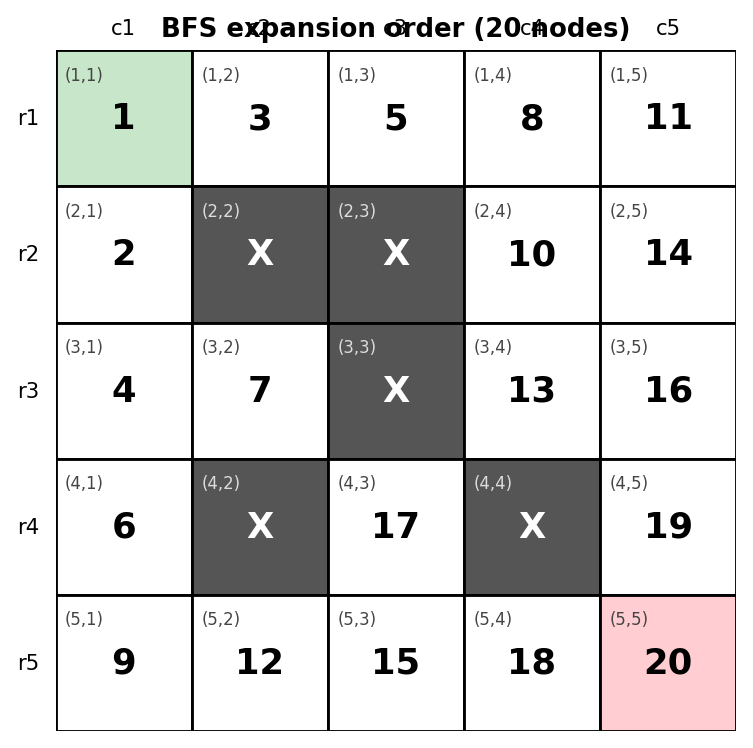 BFS expansion order (20 nodes)
c1 c2 c3 c4 c5
(1,1) (1,2) (1,3) (1,4) (1,5)
r1 1 3 5 8 11
(2,1) (2,2) (2,3) (2,4) (2,5)
r2 2 X X 10 14
(3,1) (3,2) (3,3) (3,4) (3,5)
r3 4 7 X 13 16
(4,1) (4,2) (4,3) (4,4) (4,5)
r4 6 X 17 X 19
(5,1) (5,2) (5,3) (5,4) (5,5)
r5 9 12 15 18 20